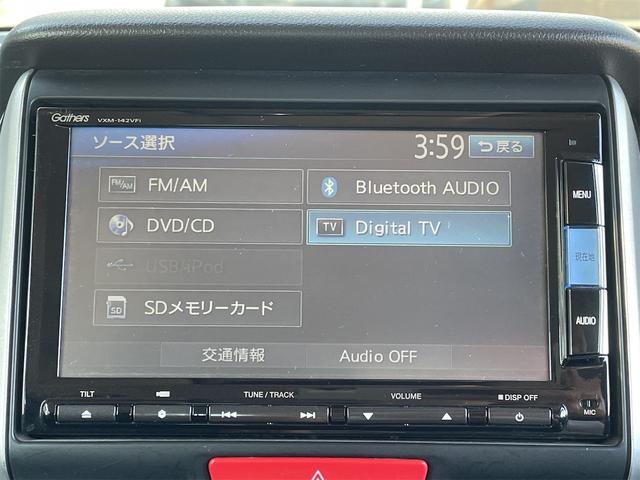 Gathers VXM-142VFi
ソース選択 3:59 戻る
FM/AM FM/AM
Bluetooth AUDIO
DVD/CD
TV Digital TV
USB/iPod
SD SDメモリーカード
交通情報 Audio OFF
MENU
現在地
AUDIO
TILT TUNE / TRACK VOLUME DISP OFF
MIC